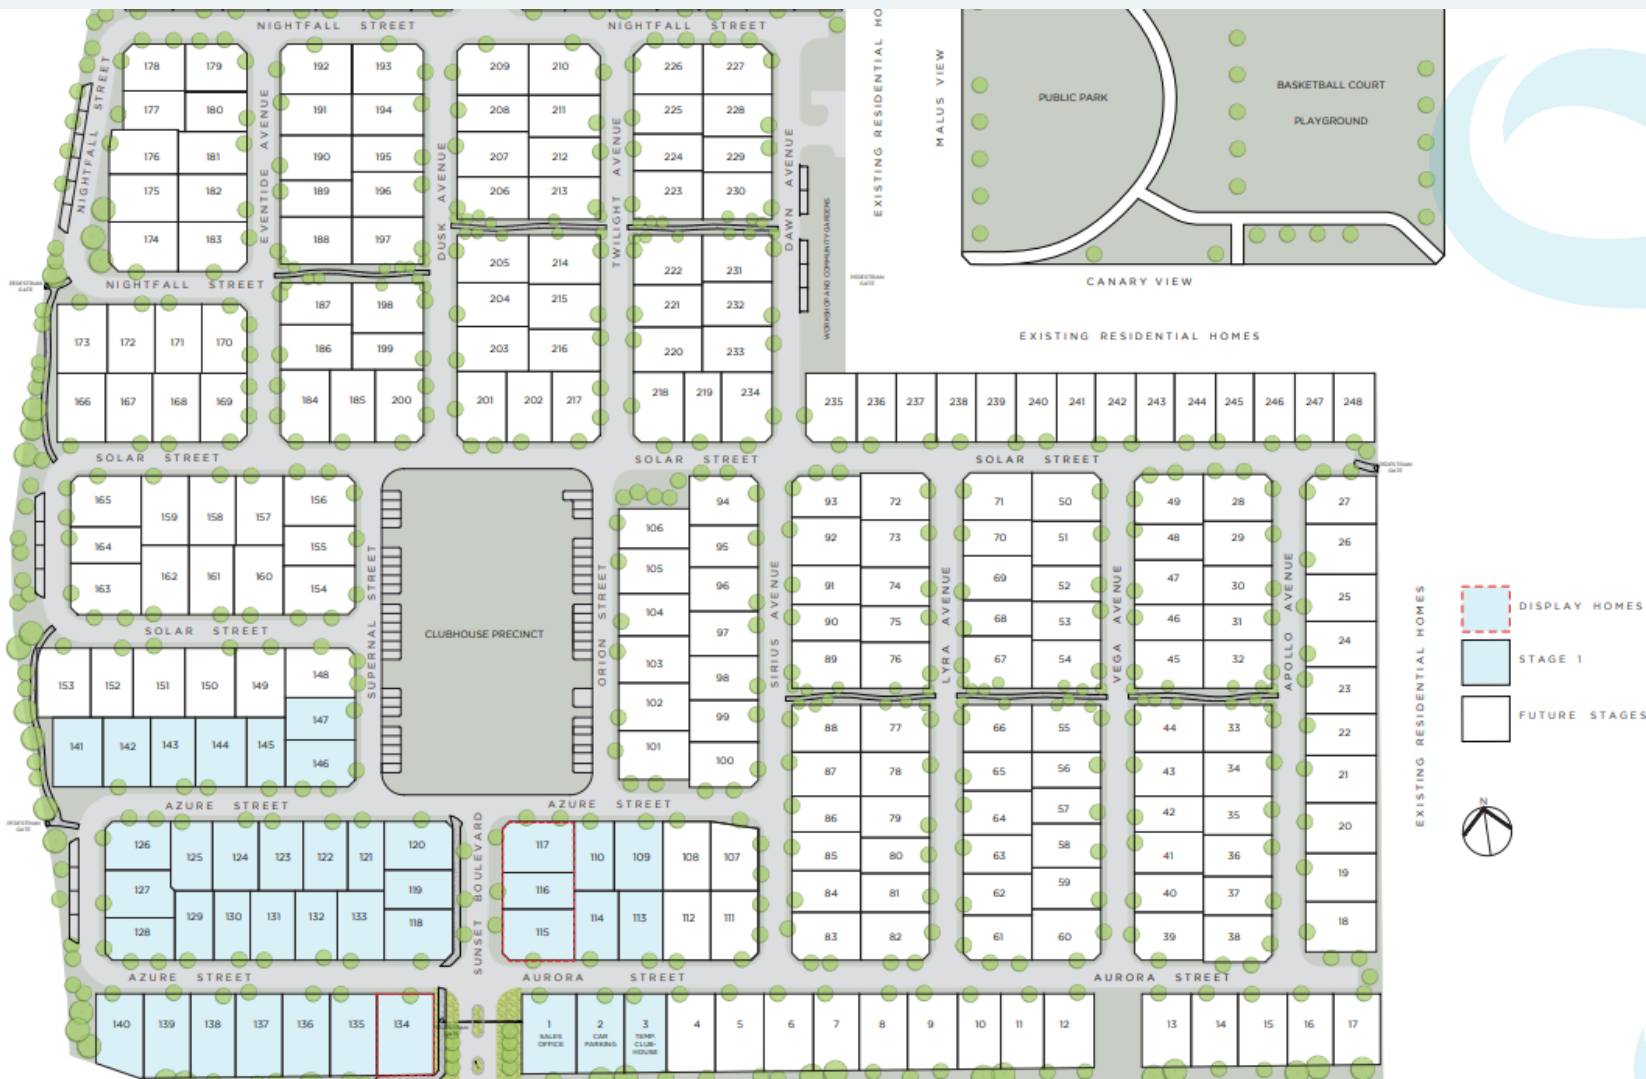 NIGHTFALL STREET
NIGHTFALL STREET
NIGHTFALL STREET
178 179
177 180
176 181
175 182
174 183
EVENTIDE AVENUE
192 193
191 194
190 195
189 196
188 197
187 198
186 199
184 185 200
DUSK AVENUE
209 210
208 211
207 212
206 213
205 214
204 215
203 216
201 202 217
TWILIGHT AVENUE
226 227
225 228
224 229
223 230
222 231
221 232
220 233
218 219 234
DAWN AVENUE
WORKSHOP AND COMMUNITY GARDENS
PEDESTRIAN
GATE
EXISTING RESIDENTIAL HO
MALUS VIEW
PUBLIC PARK
BASKETBALL COURT
PLAYGROUND
CANARY VIEW
EXISTING RESIDENTIAL HOMES
PEDESTRIAN
GATE
NIGHTFALL STREET
173 172 171 170
166 167 168 169
235 236 237 238 239 240 241 242 243 244 245 246 247 248
SOLAR STREET
SOLAR STREET
SOLAR STREET
PEDESTRIAN
GATE
165 159 158 157 156
164 155
163 162 161 160 154
SOLAR STREET
SUPERNAL STREET
CLUBHOUSE PRECINCT
ORION STREET
153 152 151 150 149 148
147
141 142 143 144 145 146
94
106 95
105 96
104 97
103 98
102 99
101 100
SIRIUS AVENUE
93 72
92 73
91 74
90 75
89 76
88 77
87 78
86 79
85 80
84 81
83 82
LYRA AVENUE
71 50
70 51
69 52
68 53
67 54
66 55
65 56
64 57
63 58
62 59
61 60
VEGA AVENUE
49 28
48 29
47 30
46 31
45 32
44 33
43 34
42 35
41 36
40 37
39 38
APOLLO AVENUE
27
26
25
24
23
22
21
20
19
18
EXISTING RESIDENTIAL HOMES
DISPLAY HOMES
STAGE 1
FUTURE STAGES
N
PEDESTRIAN
GATE
AZURE STREET
AZURE STREET
126 125 124 123 122 121 120
127 119
128 129 130 131 132 133 118
SUNSET BOULEVARD
117 110 109 108 107
116
115 114 113 112 111
AZURE STREET
AURORA STREET
AURORA STREET
140 139 138 137 136 135 134
PEDESTRIAN
GATE
1
SALES
OFFICE
2
CAR
PARKING
3
TEMP.
CLUB-
HOUSE
4 5 6 7 8 9 10 11 12 13 14 15 16 17